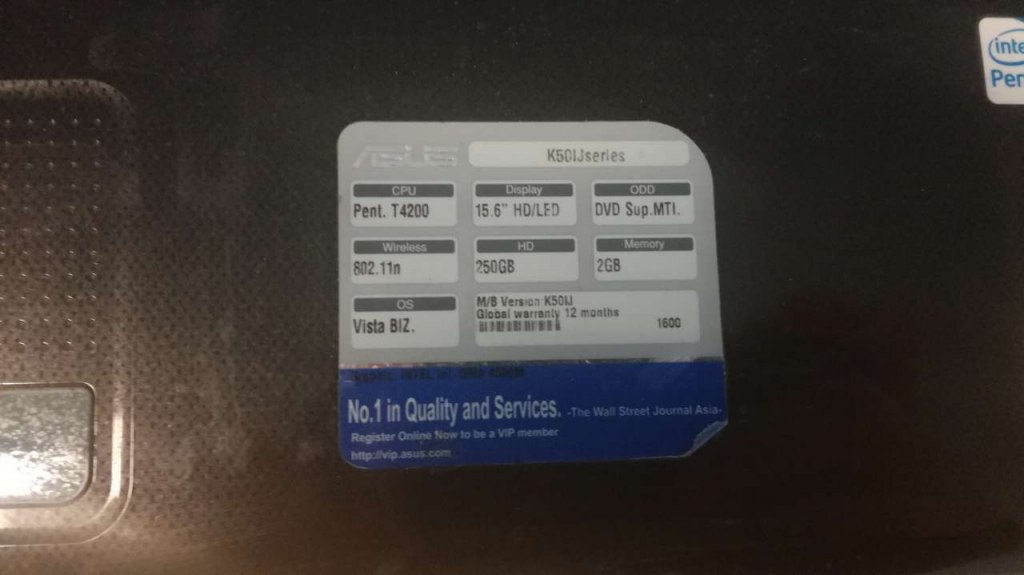 ASUS K50IJseries
CPU Display ODD
Pent. T4200 15.6" HD/LED DVD Sup.MTI.
Wireless HD Memory
802.11n 250GB 2GB
OS
Vista BIZ.
M/B Version K50IJ
Global warranty 12 months
1600
No.1 in Quality and Services. -The Wall Street Journal Asia-
Register Online Now to be a VIP member
http://vip.asus.com
inte
Pen